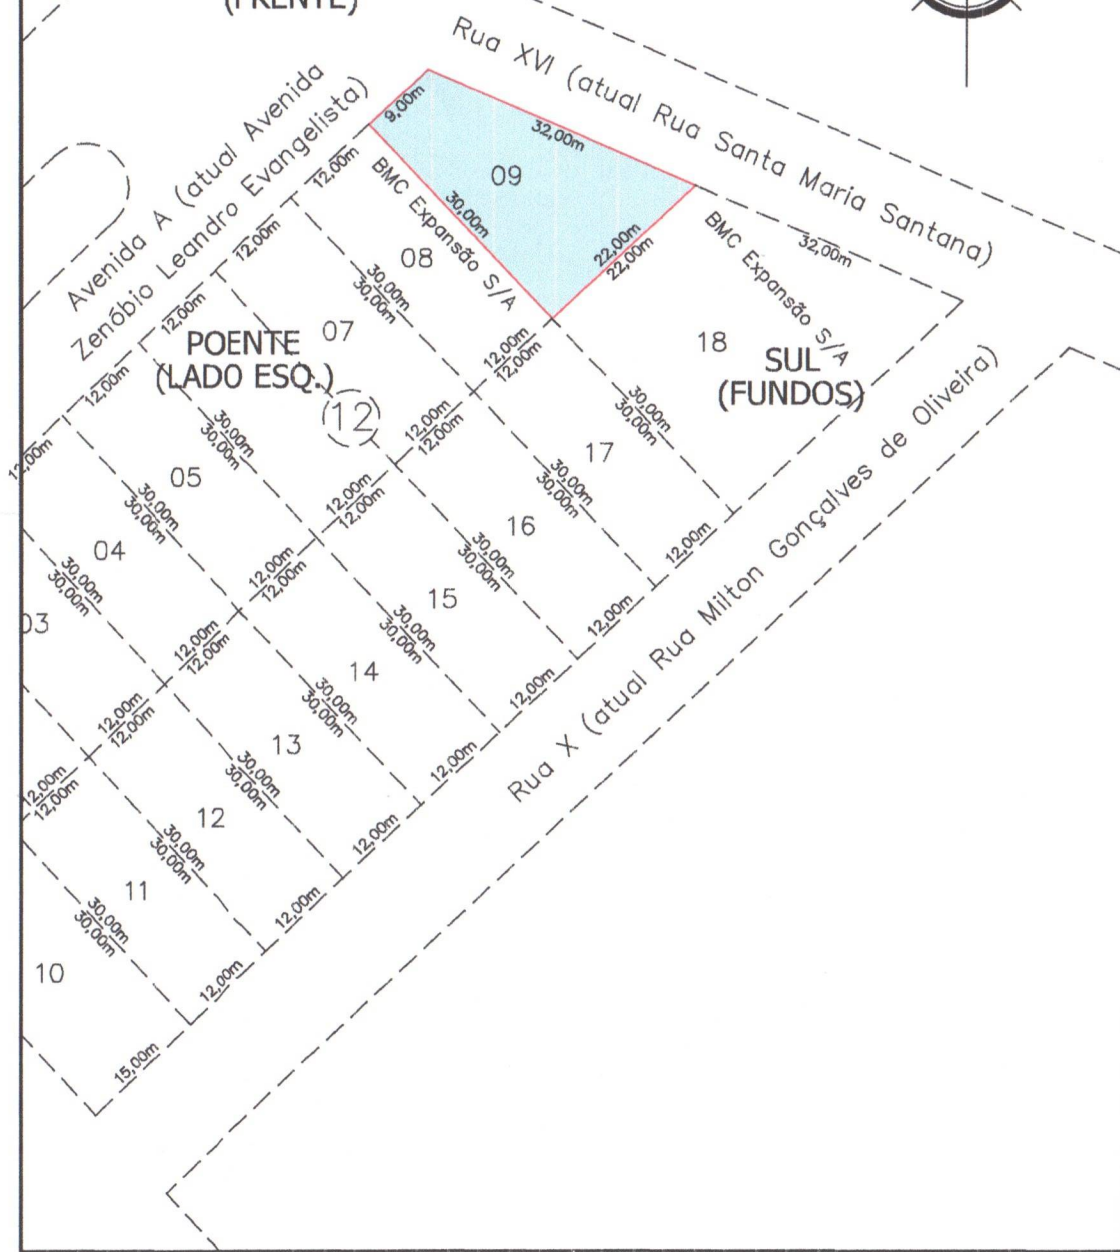 (FRENTE)
Rua XVI (atual Rua Santa Maria Santana)
Avenida A (atual Avenida
Zenóbio Leandro Evangelista)
9,00m
32,00m
09
30,00m
BMC Expansão S/A
22,00m
22,00m
BMC Expansão S/A
32,00m
12,00m
12,00m
12,00m
12,00m
12,00m
08
30,00m
30,00m
07
POENTE
(LADO ESQ.)
12
18
SUL
(FUNDOS)
12,00m
12,00m
30,00m
30,00m
12,00m
12,00m
17
30,00m
30,00m
05
30,00m
30,00m
12,00m
12,00m
16
30,00m
30,00m
12,00m
04
30,00m
30,00m
12,00m
12,00m
15
30,00m
30,00m
12,00m
03
30,00m
30,00m
12,00m
12,00m
14
30,00m
30,00m
12,00m
12,00m
12,00m
13
30,00m
30,00m
12,00m
12,00m
12,00m
12
30,00m
30,00m
12,00m
11
30,00m
30,00m
12,00m
10
30,00m
30,00m
12,00m
15,00m
Rua X (atual Rua Milton Gonçalves de Oliveira)